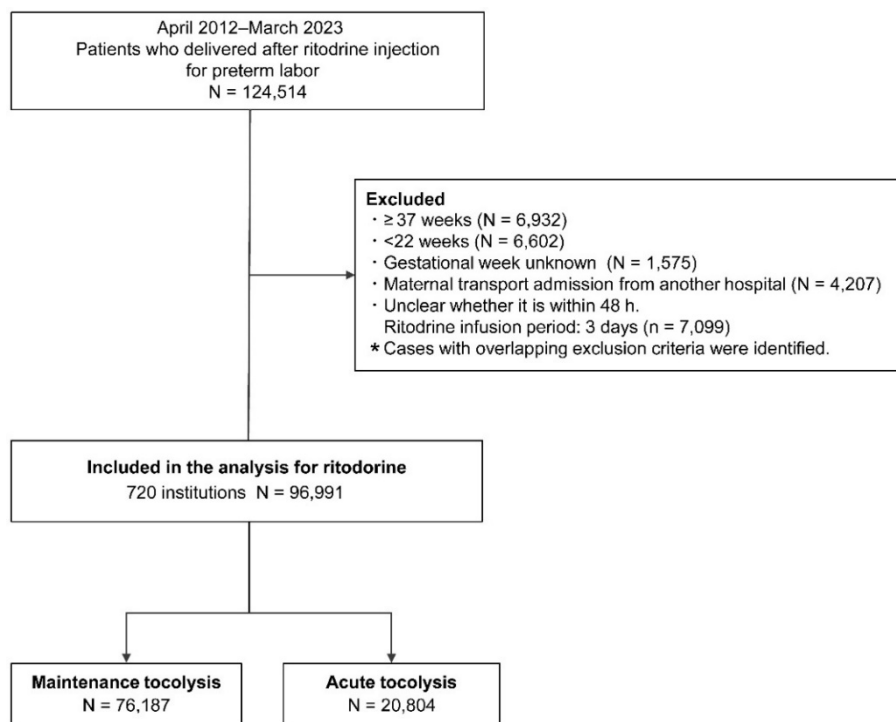 April 2012–March 2023
Patients who delivered after ritodrine injection
for preterm labor
N = 124,514
Excluded
· ≥ 37 weeks (N = 6,932)
· <22 weeks (N = 6,602)
· Gestational week unknown (N = 1,575)
· Maternal transport admission from another hospital (N = 4,207)
· Unclear whether it is within 48 h.
Ritodrine infusion period: 3 days (n = 7,099)
* Cases with overlapping exclusion criteria were identified.
Included in the analysis for ritodorine
720 institutions N = 96,991
Maintenance tocolysis
N = 76,187
Acute tocolysis
N = 20,804